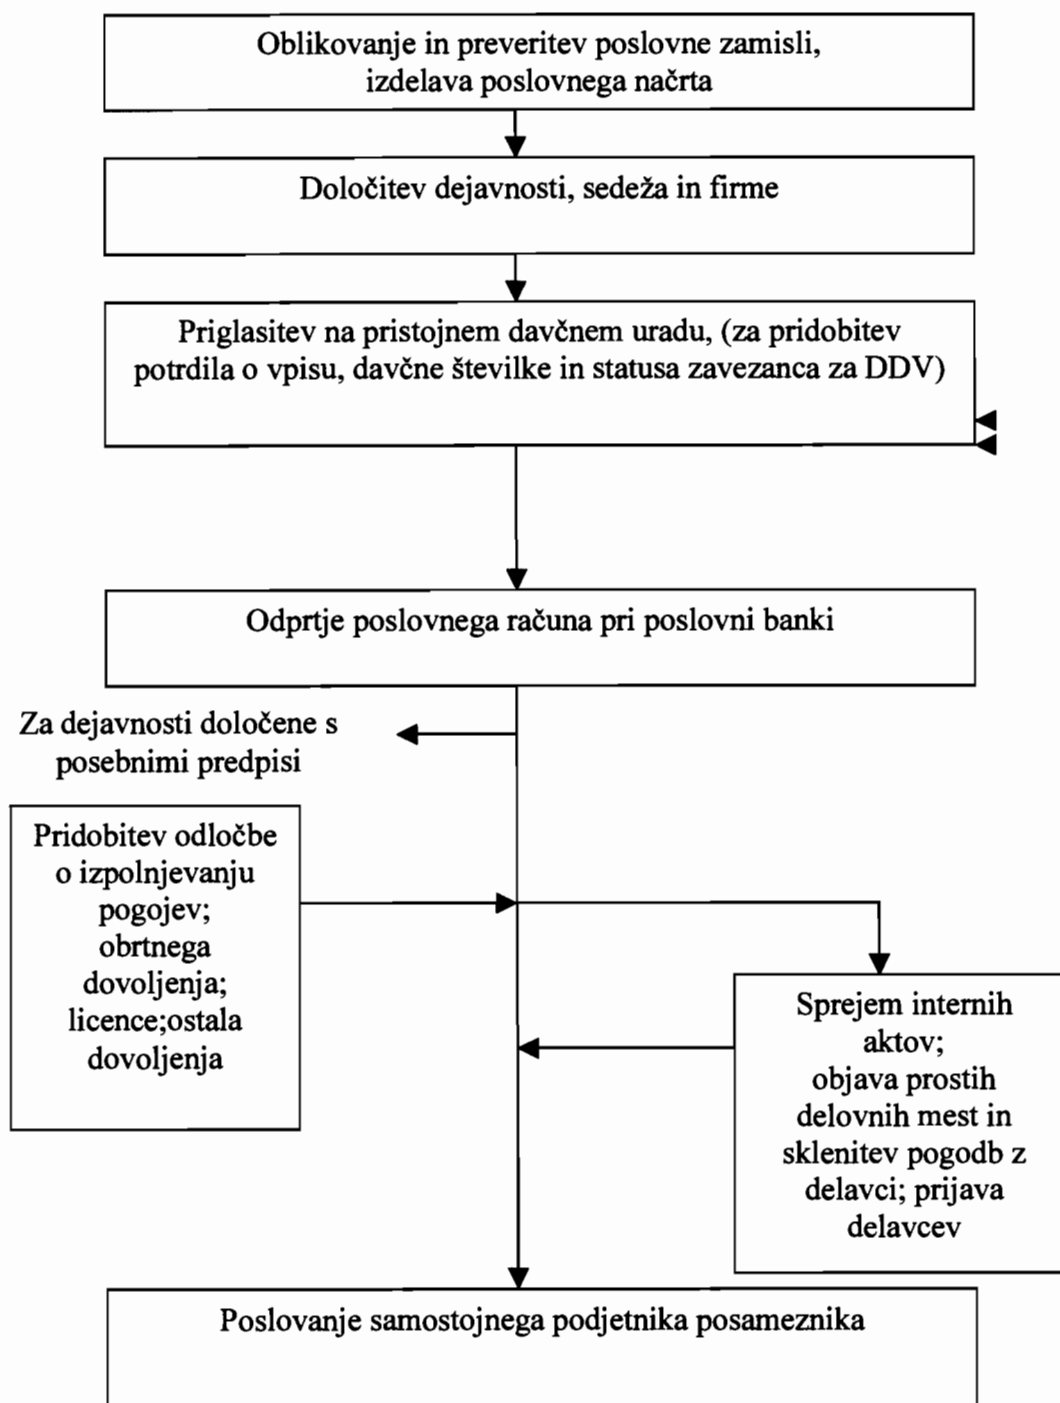 Oblikovanje in preveritev poslovne zamisli,
izdelava poslovnega načrta
Določitev dejavnosti, sedeža in firme
Priglasitev na pristojnem davčnem uradu, (za pridobitev
potrdila o vpisu, davčne številke in statusa zavezanca za DDV)
Odprtje poslovnega računa pri poslovni banki
Za dejavnosti določene s
posebnimi predpisi
Pridobitev odločbe
o izpolnjevanju
pogojev;
obrtnega
dovoljenja;
licence;ostala
dovoljenja
Sprejem internih
aktov;
objava prostih
delovnih mest in
sklenitev pogodb z
delavci; prijava
delavcev
Poslovanje samostojnega podjetnika posameznika